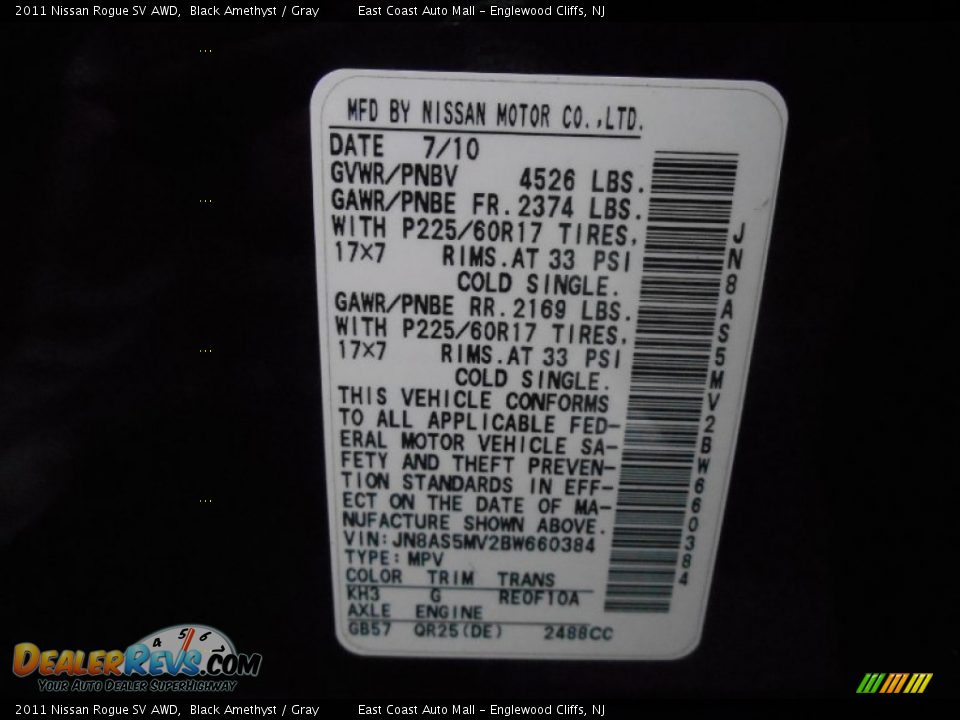 2011 Nissan Rogue SV AWD, Black Amethyst / Gray East Coast Auto Mall - Englewood Cliffs, NJ
MFD BY NISSAN MOTOR CO.,LTD.
DATE 7/10
GVWR/PNBV 4526 LBS.
GAWR/PNBE FR.2374 LBS.
WITH P225/60R17 TIRES,
17×7 RIMS.AT 33 PSI
COLD SINGLE.
GAWR/PNBE RR.2169 LBS.
WITH P225/60R17 TIRES,
17×7 RIMS.AT 33 PSI
COLD SINGLE.
THIS VEHICLE CONFORMS
TO ALL APPLICABLE FED-
ERAL MOTOR VEHICLE SA-
FETY AND THEFT PREVEN-
TION STANDARDS IN EFF-
ECT ON THE DATE OF MA-
NUFACTURE SHOWN ABOVE.
VIN:JN8AS5MV2BW660384
TYPE:MPV
COLOR TRIM TRANS
KH3 G RE0F10A
AXLE ENGINE
GB57 QR25(DE) 2488CC
JN8AS5MV2BW660384
4 5 6
DEALERREVS.COM
YOUR AUTO DEALER SUPERHIGHWAY
2011 Nissan Rogue SV AWD, Black Amethyst / Gray East Coast Auto Mall - Englewood Cliffs, NJ